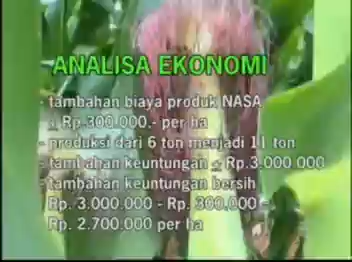 ANALISA EKONOMI
- tambahan biaya produk NASA
± Rp.300.000.- per ha
- produksi dari 6 ton menjadi 11 ton
- tambahan keuntungan ± Rp.3.000.000
- tambahan keuntungan bersih
Rp. 3.000.000 - Rp. 300.000 =
Rp. 2.700.000 per ha